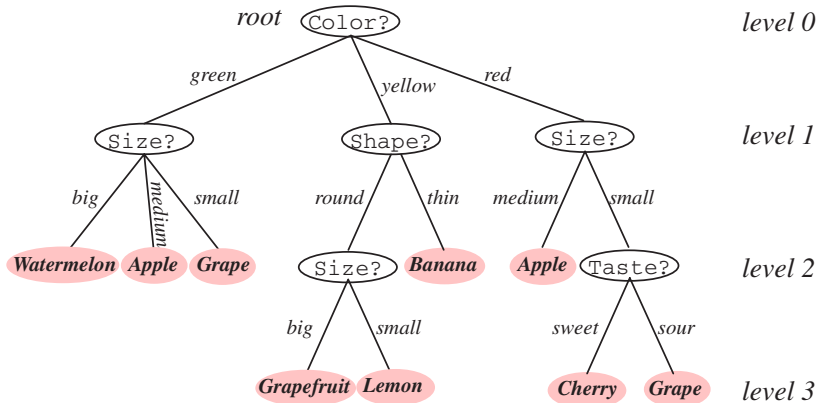 root Color? level 0
green yellow red
Size? Shape? Size? level 1
big medium small round thin medium small
Watermelon Apple Grape Size? Banana Apple Taste? level 2
big small sweet sour
Grapefruit Lemon Cherry Grape level 3